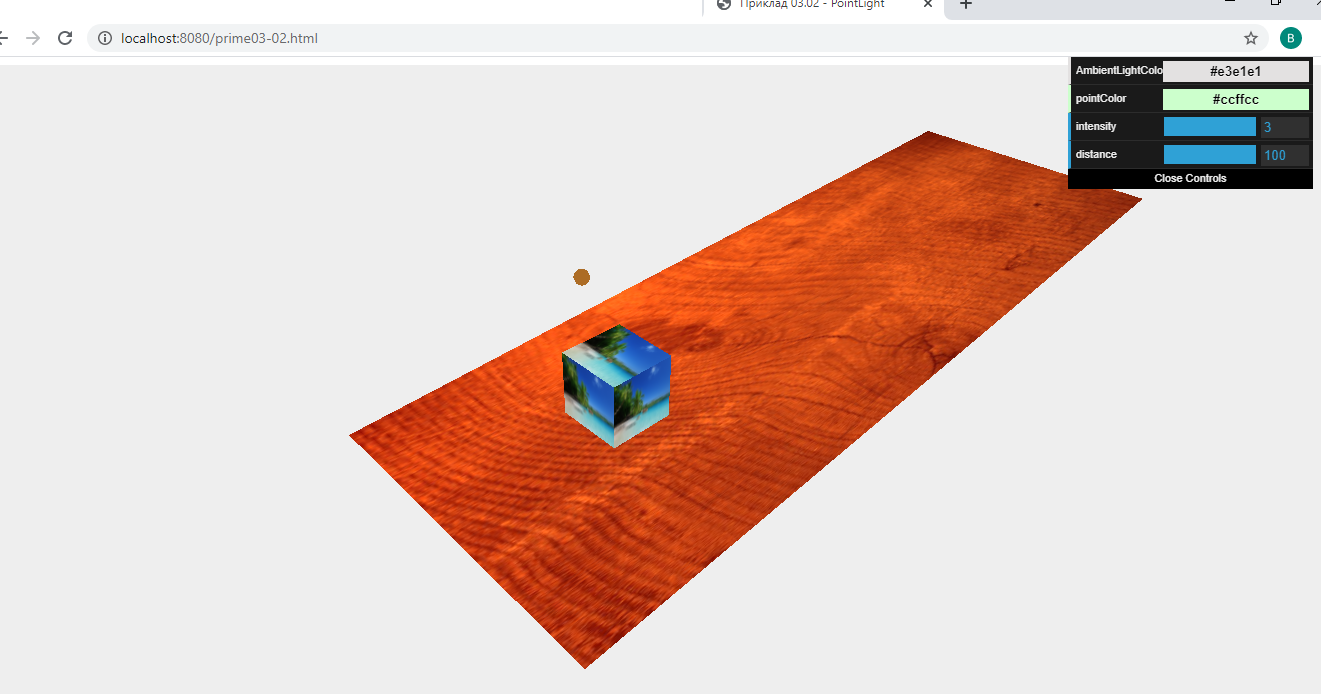 Приклад 03.02 - PointLight
localhost:8080/prime03-02.html
B
AmbientLightColo
#e3e1e1
pointColor
#ccffcc
intensity
3
distance
100
Close Controls